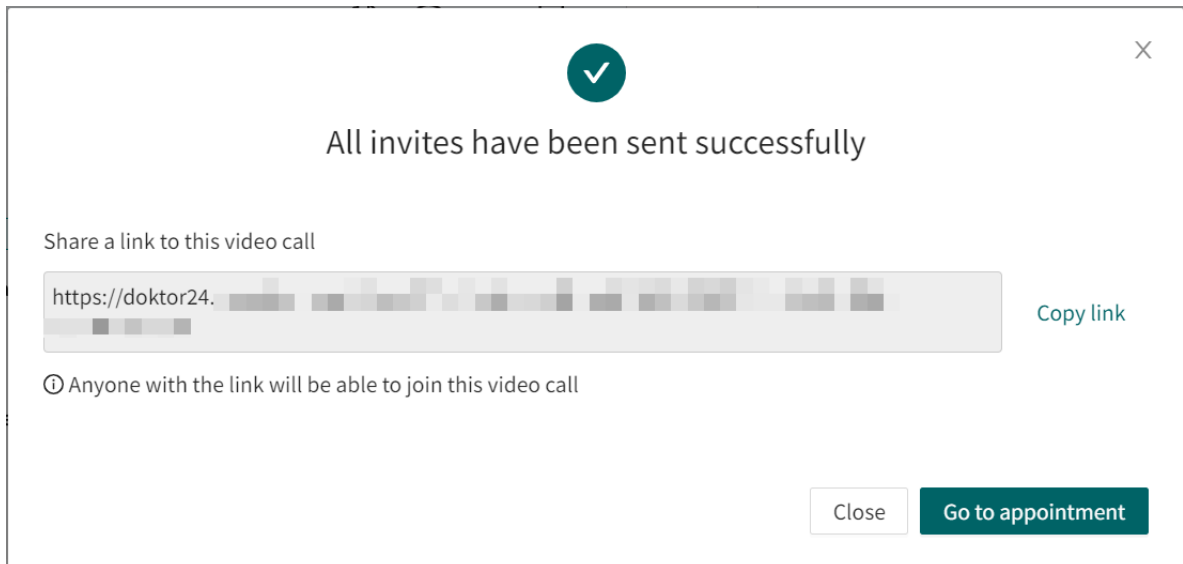 All invites have been sent successfully
Share a link to this video call
https://doktor24.
Copy link
Anyone with the link will be able to join this video call
Close
Go to appointment